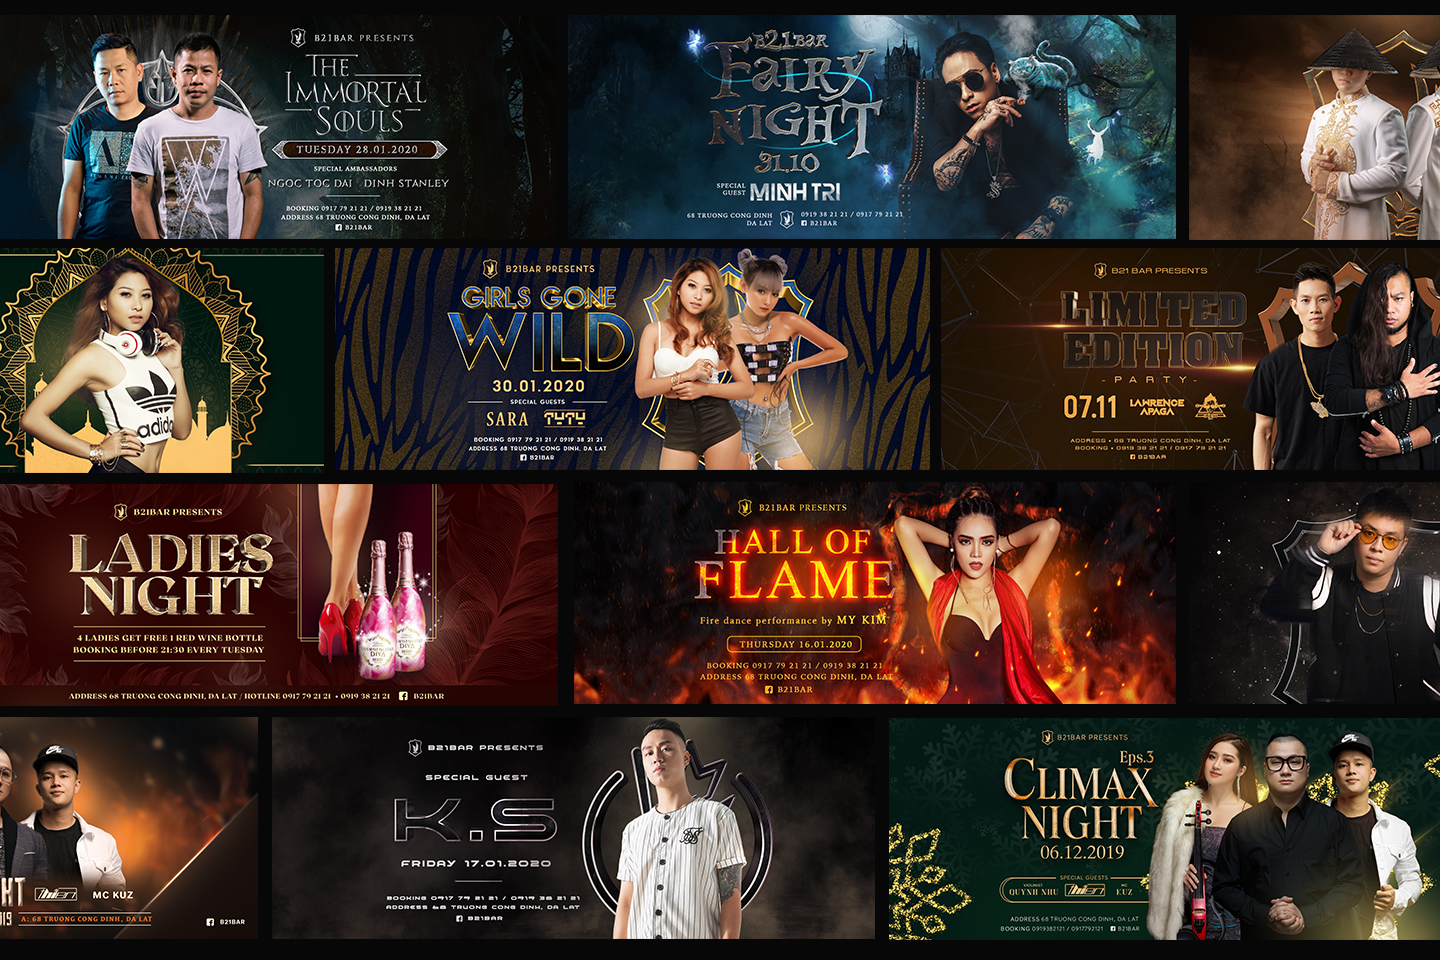 B21BAR PRESENTS
THE
IMMORTAL
SOULS
TUESDAY 28.01.2020
SPECIAL AMBASSADORS
NGOC TOC DAI DINH STANLEY
BOOKING 0917 79 21 21 / 0919 38 21 21
ADDRESS 68 TRUONG CONG DINH, DA LAT
B21BAR
B21BAR
FAIRY
NIGHT
31.10
SPECIAL
GUEST
MINH TRI
68 TRUONG CONG DINH
DA LAT
0919 38 21 21 / 0917 79 21 21
B21BAR
adidas
B21BAR PRESENTS
GIRLS GONE
WILD
30.01.2020
SPECIAL GUESTS
SARA TYTY
BOOKING 0917 79 21 21 / 0919 38 21 21
ADDRESS 68 TRUONG CONG DINH, DA LAT
B21BAR
B21 BAR PRESENTS
LIMITED
EDITION
- PARTY -
07.11
LAWRENCE
APAGA
ADDRESS • 68 TRUONG CONG DINH, DA LAT
BOOKING • 0919 38 21 21 / 0917 79 21 21
B21BAR
B21BAR PRESENTS
LADIES
NIGHT
4 LADIES GET FREE 1 RED WINE BOTTLE
BOOKING BEFORE 21:30 EVERY TUESDAY
DIVA
DIVA
ADDRESS 68 TRUONG CONG DINH, DA LAT / HOTLINE 0917 79 21 21 • 0919 38 21 21 B21BAR
B21BAR PRESENTS
HALL OF
FLAME
Fire dance performance by MY KIM
THURSDAY 16.01.2020
BOOKING 0917 79 21 21 / 0919 38 21 21
ADDRESS 68 TRUONG CONG DINH, DA LAT
B21BAR
HT
MC KUZ
019
A: 68 TRUONG CONG DINH, DA LAT
B21BAR
B21BAR PRESENTS
SPECIAL GUEST
K.S
FRIDAY 17.01.2020
BOOKING 0917 79 21 21 / 0919 38 21 21
ADDRESS 68 TRUONG CONG DINH, DA LAT
B21BAR
B21BAR PRESENTS
Eps.3
CLIMAX
NIGHT
06.12.2019
SPECIAL GUESTS
VIOLINIST
QUYNH NHU
MC
KUZ
ADDRESS 68 TRUONG CONG DINH, DA LAT
BOOKING 0919382121 / 0917792121 B21BAR